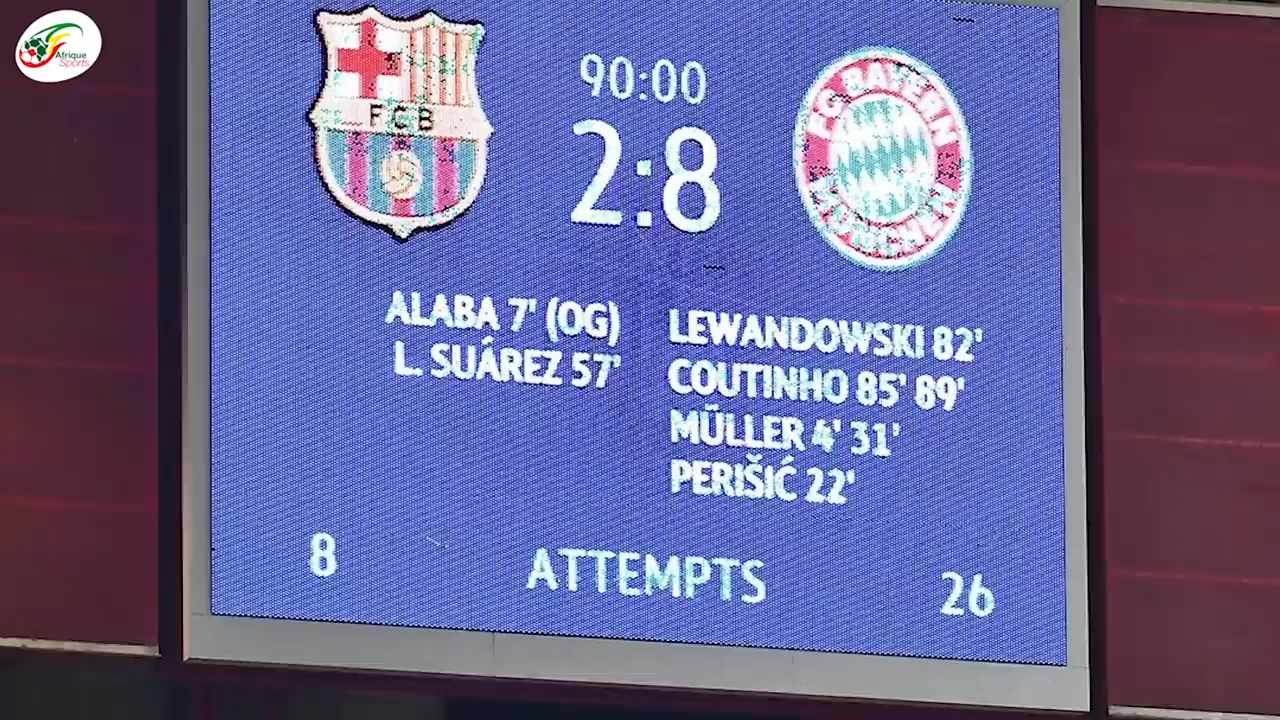 Afrique
Sports
FCB
90:00
2:8
FC BAYERN
MÜNCHEN
ALABA 7' (OG)
L. SUÁREZ 57'
LEWANDOWSKI 82'
COUTINHO 85' 89'
MÜLLER 4' 31'
PERIŠIĆ 22'
8
ATTEMPTS
26